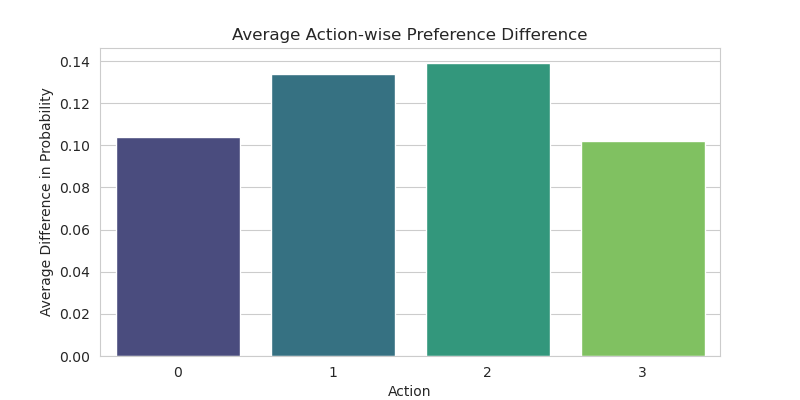 Average Action-wise Preference Difference
Average Difference in Probability
0.14
0.12
0.10
0.08
0.06
0.04
0.02
0.00
0 1 2 3
Action